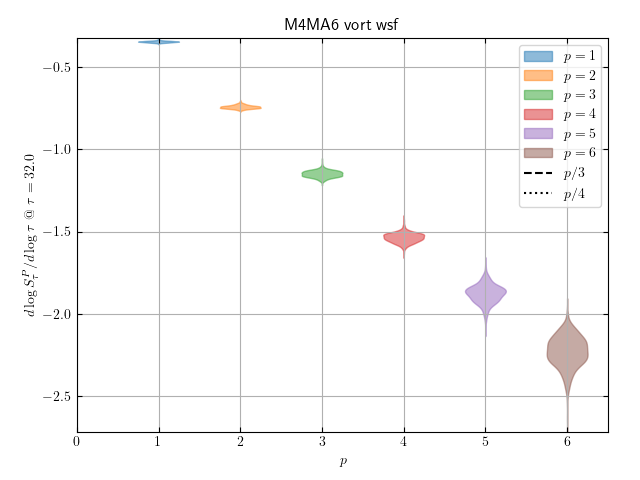 M4MA6 vort wsf
d log S_τ^P / d log τ @ τ = 32.0
−0.5
−1.0
−1.5
−2.0
−2.5
0 1 2 3 4 5 6
p
p = 1
p = 2
p = 3
p = 4
p = 5
p = 6
p/3
p/4